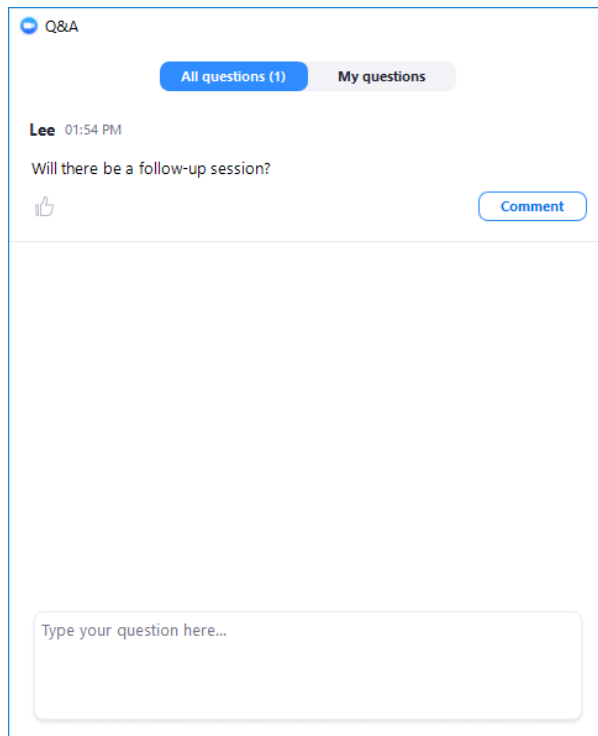 Q&A
All questions (1) My questions
Lee 01:54 PM
Will there be a follow-up session?
Comment
Type your question here...